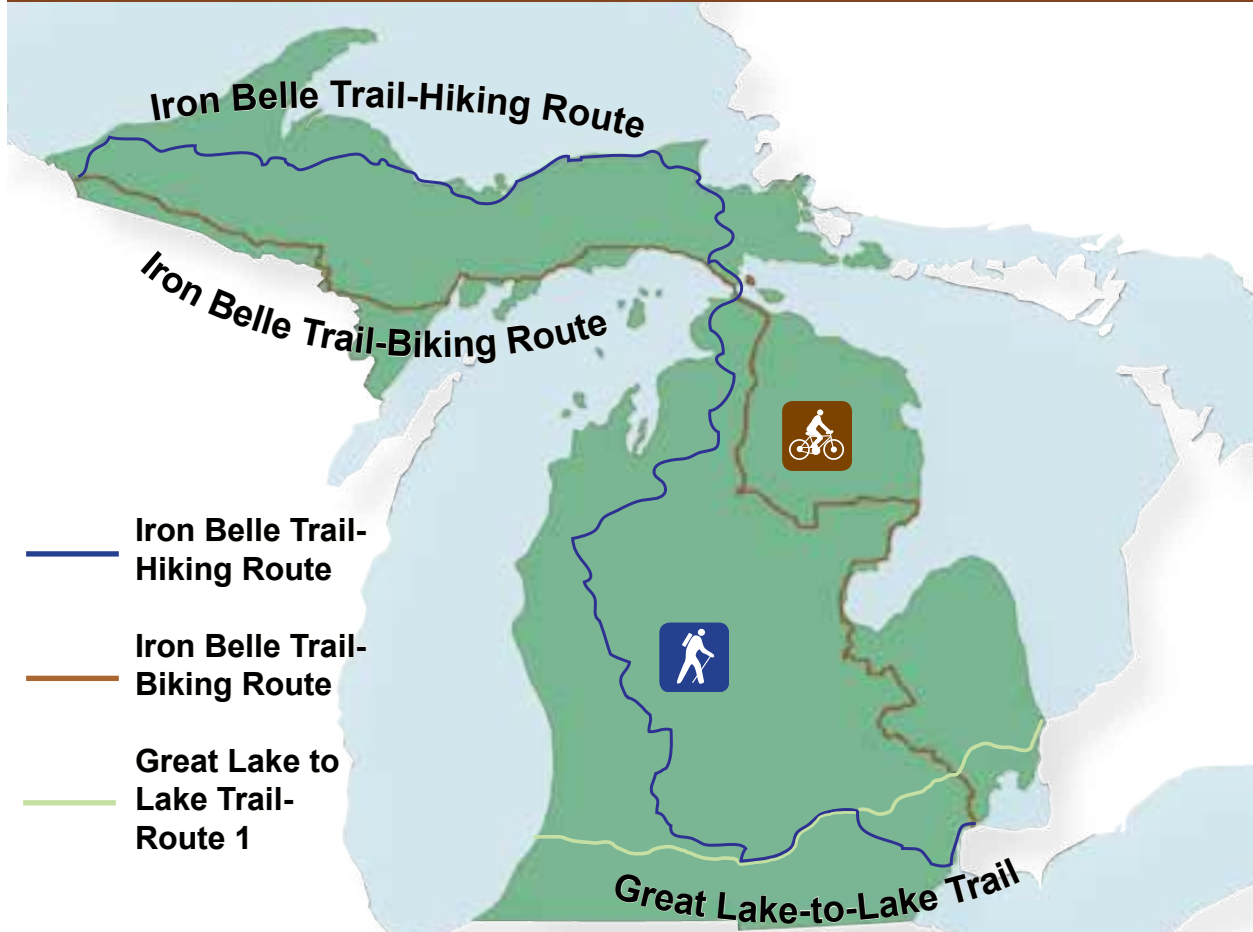 Iron Belle Trail-Hiking Route
Iron Belle Trail-Biking Route
Iron Belle Trail-
Hiking Route
Iron Belle Trail-
Biking Route
Great Lake to
Lake Trail-
Route 1
Great Lake-to-Lake Trail